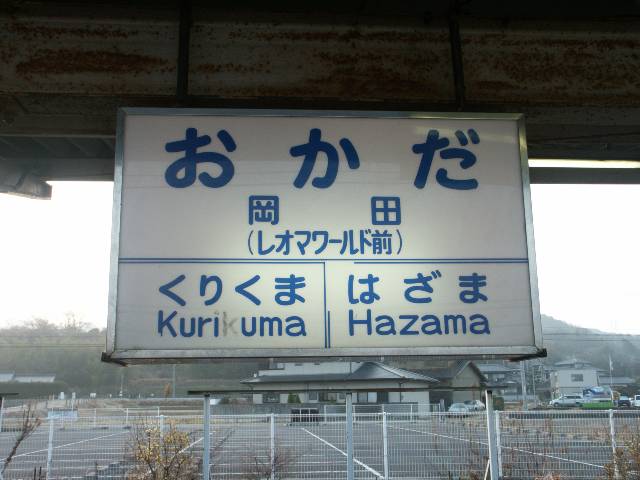 おかだ
岡田
(レオマワールド前)
くりくま はざま
Kurikuma Hazama